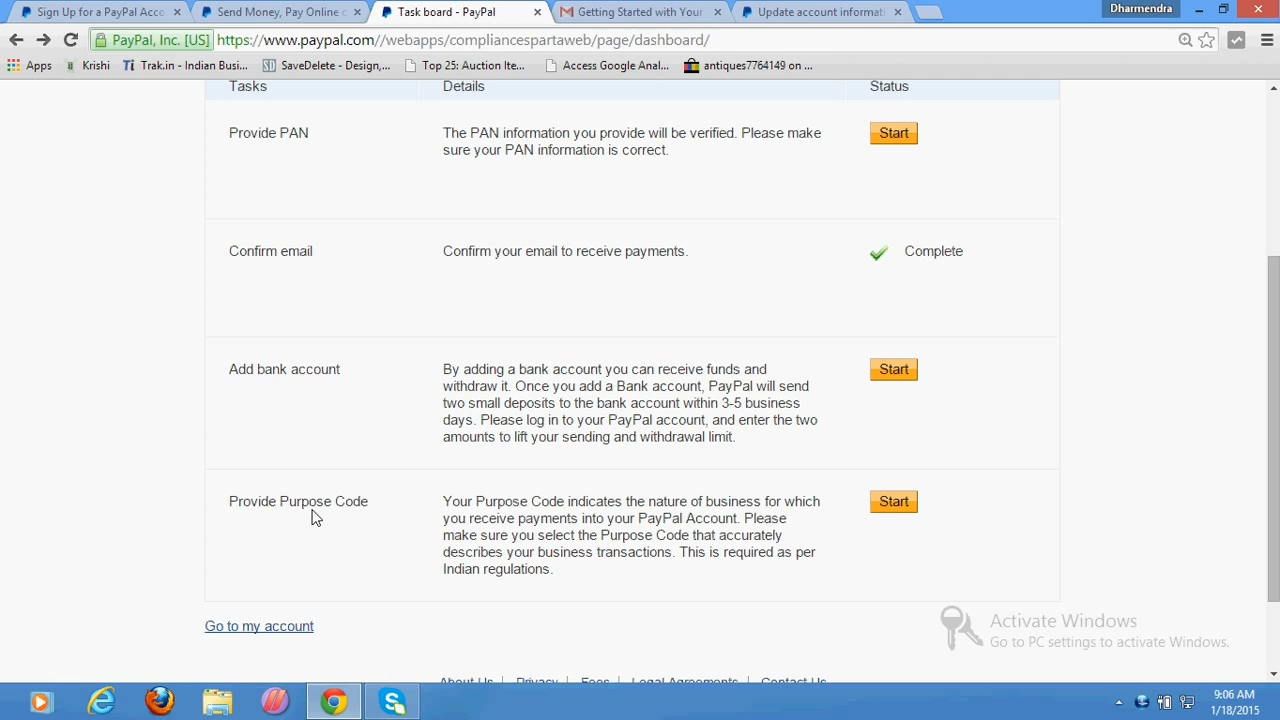 Sign Up for a PayPal Acco
Send Money, Pay Online o
Task board - PayPal
Getting Started with Your
Update account informati
Dharmendra
PayPal, Inc. [US]
https://www.paypal.com//webapps/compliancespartaweb/page/dashboard/
Apps
Krishi
Trak.in - Indian Busi...
SaveDelete - Design,...
Top 25: Auction Ite...
Access Google Anal...
antiques7764149 on ...
Tasks
Details
Status
Provide PAN
The PAN information you provide will be verified. Please make
sure your PAN information is correct.
Start
Confirm email
Confirm your email to receive payments.
Complete
Add bank account
By adding a bank account you can receive funds and
withdraw it. Once you add a Bank account, PayPal will send
two small deposits to the bank account within 3-5 business
days. Please log in to your PayPal account, and enter the two
amounts to lift your sending and withdrawal limit.
Start
Provide Purpose Code
Your Purpose Code indicates the nature of business for which
you receive payments into your PayPal Account. Please
make sure you select the Purpose Code that accurately
describes your business transactions. This is required as per
Indian regulations.
Start
Go to my account
Activate Windows
Go to PC settings to activate Windows.
About Us
Privacy
Fees
Legal Agreements
Contact Us
9:06 AM
1/18/2015